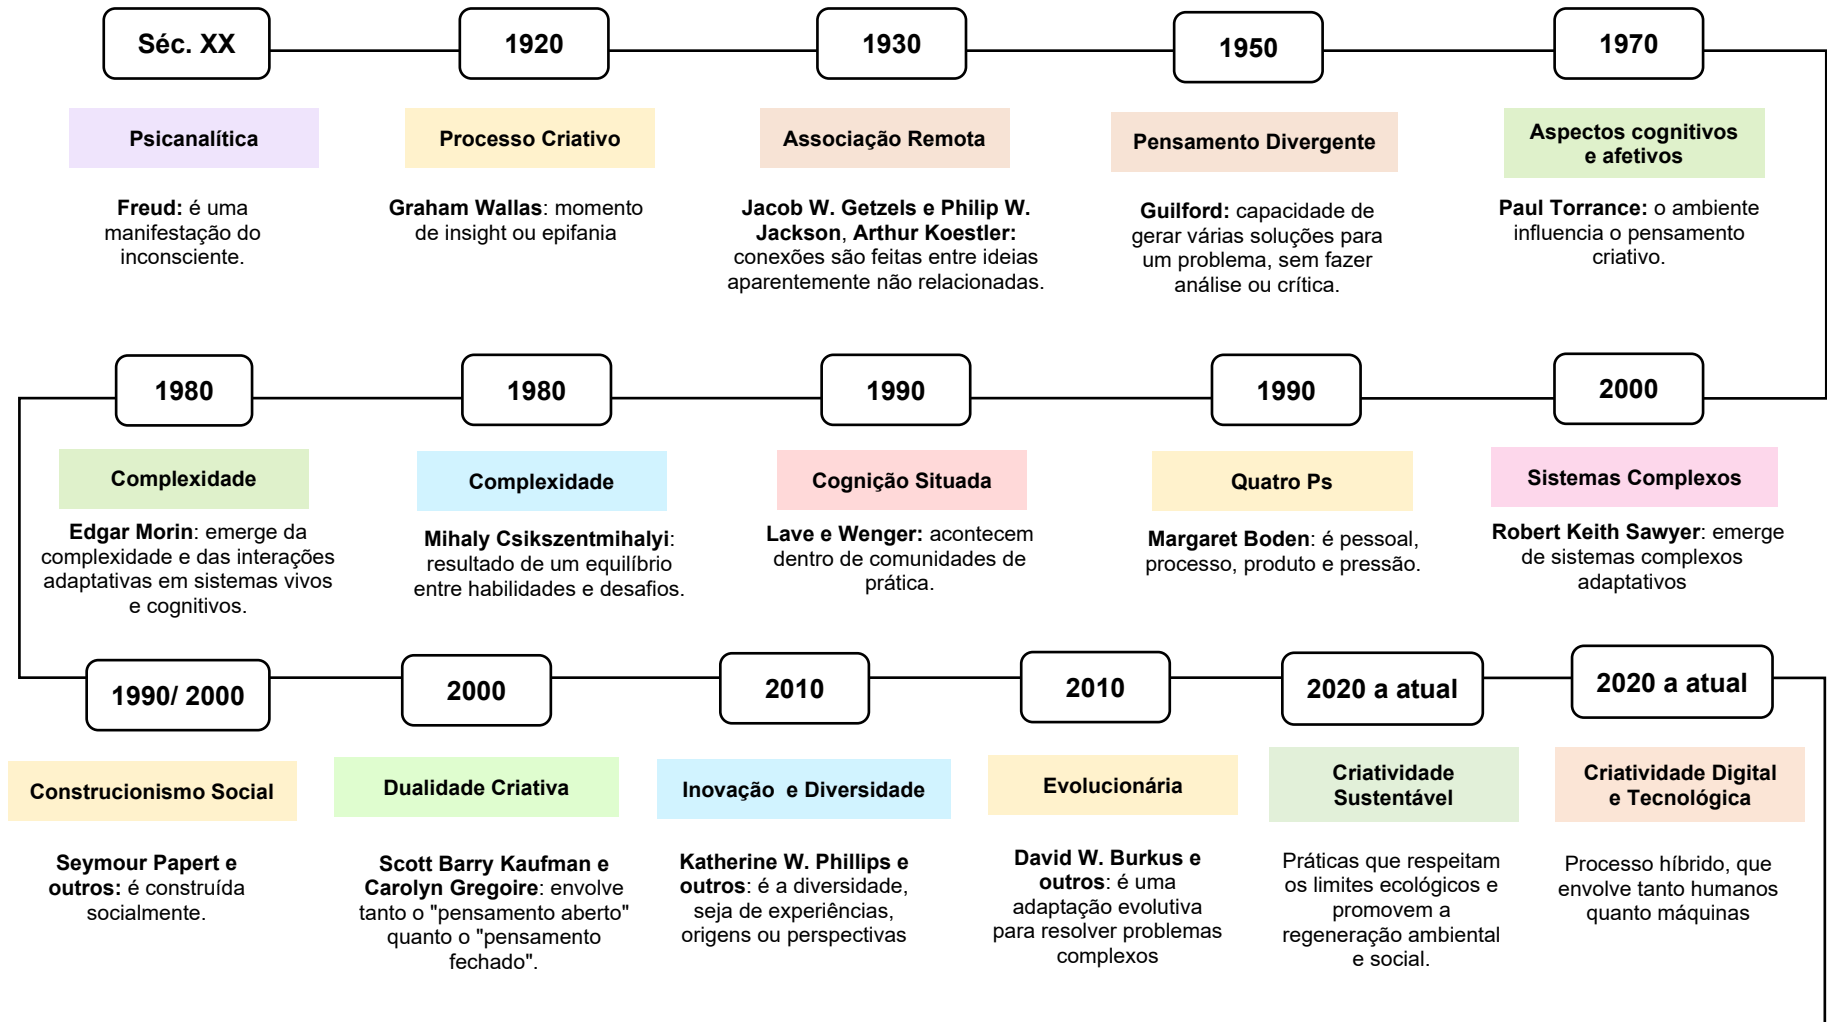 Séc. XX
1920
1930
1950
1970
Psicanalítica
Processo Criativo
Associação Remota
Pensamento Divergente
Aspectos cognitivos
e afetivos
Freud: é uma
manifestação do
inconsciente.
Graham Wallas: momento
de insight ou epifania
Jacob W. Getzels e Philip W.
Jackson, Arthur Koestler:
conexões são feitas entre ideias
aparentemente não relacionadas.
Guilford: capacidade de
gerar várias soluções para
um problema, sem fazer
análise ou crítica.
Paul Torrance: o ambiente
influencia o pensamento
criativo.
1980
1980
1990
1990
2000
Complexidade
Complexidade
Cognição Situada
Quatro Ps
Sistemas Complexos
Edgar Morin: emerge da
complexidade e das interações
adaptativas em sistemas vivos
e cognitivos.
Mihaly Csikszentmihalyi:
resultado de um equilíbrio
entre habilidades e desafios.
Lave e Wenger: acontecem
dentro de comunidades de
prática.
Margaret Boden: é pessoal,
processo, produto e pressão.
Robert Keith Sawyer: emerge
de sistemas complexos
adaptativos
1990/ 2000
2000
2010
2010
2020 a atual
2020 a atual
Construcionismo Social
Dualidade Criativa
Inovação e Diversidade
Evolucionária
Criatividade
Sustentável
Criatividade Digital
e Tecnológica
Seymour Papert e
outros: é construída
socialmente.
Scott Barry Kaufman e
Carolyn Gregoire: envolve
tanto o "pensamento aberto"
quanto o "pensamento
fechado".
Katherine W. Phillips e
outros: é a diversidade,
seja de experiências,
origens ou perspectivas
David W. Burkus e
outros: é uma
adaptação evolutiva
para resolver problemas
complexos
Práticas que respeitam
os limites ecológicos e
promovem a
regeneração ambiental
e social.
Processo híbrido, que
envolve tanto humanos
quanto máquinas